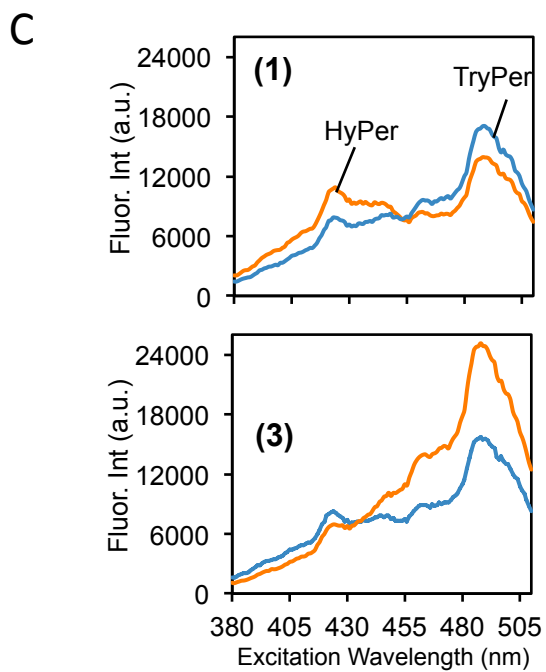 C
24000
18000
12000
6000
0
Fluor. Int (a.u.)
(1)
HyPer
TryPer
24000
18000
12000
6000
0
Fluor. Int (a.u.)
(3)
380 405 430 455 480 505
Excitation Wavelength (nm)